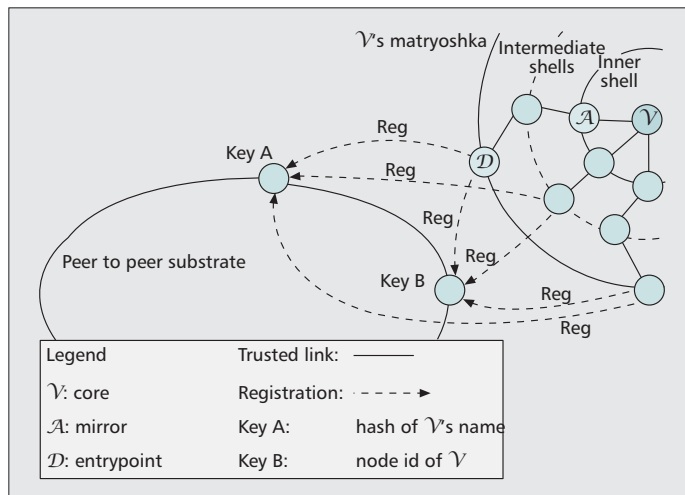 𝒱's matryoshka
Intermediate
shells
Inner
shell
𝒜
𝒱
Reg
Key A
𝒟
Reg
Reg
Reg
Peer to peer substrate
Key B
Reg
Reg
Legend
Trusted link:
𝒱: core
Registration:
𝒜: mirror
Key A: hash of 𝒱's name
𝒟: entrypoint
Key B: node id of 𝒱